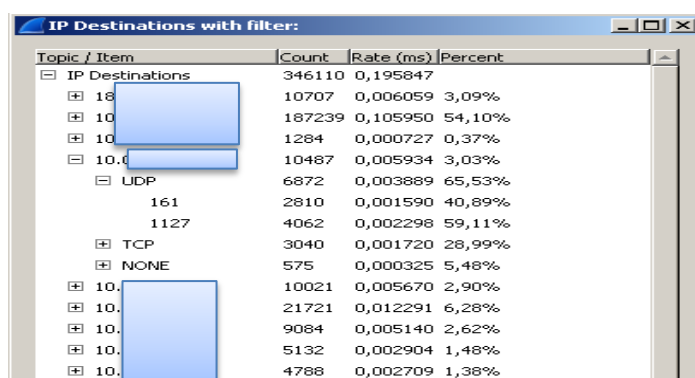 IP Destinations with filter:
Topic / Item Count Rate (ms) Percent
IP Destinations 346110 0,195847
18 10707 0,006059 3,09%
10 187239 0,105950 54,10%
10 1284 0,000727 0,37%
10. 10487 0,005934 3,03%
UDP 6872 0,003889 65,53%
161 2810 0,001590 40,89%
1127 4062 0,002298 59,11%
TCP 3040 0,001720 28,99%
NONE 575 0,000325 5,48%
10. 10021 0,005670 2,90%
10. 21721 0,012291 6,28%
10. 9084 0,005140 2,62%
10. 5132 0,002904 1,48%
10. 4788 0,002709 1,38%